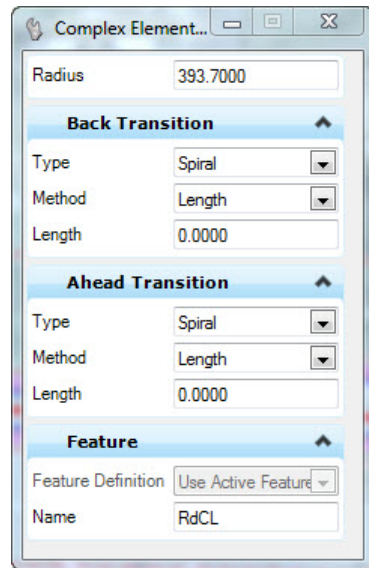 Complex Element...
Radius 393.7000
Back Transition
Type Spiral
Method Length
Length 0.0000
Ahead Transition
Type Spiral
Method Length
Length 0.0000
Feature
Feature Definition Use Active Feature
Name RdCL